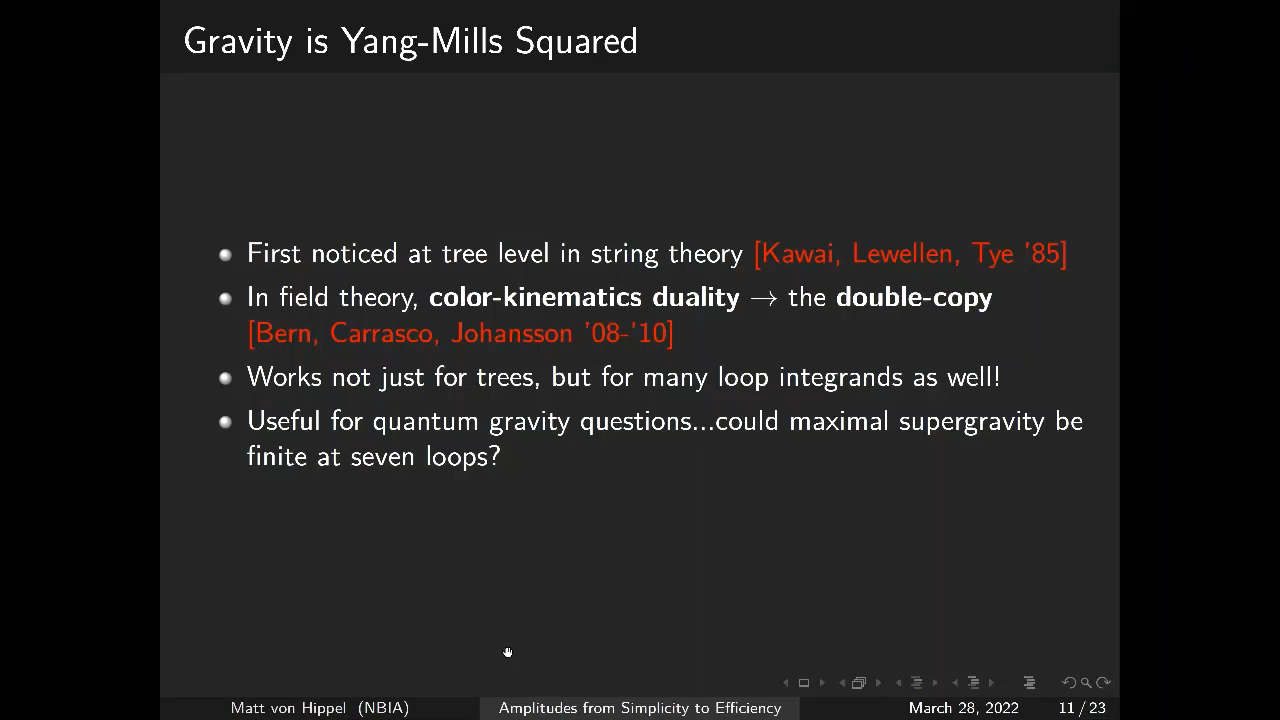 Gravity is Yang-Mills Squared
First noticed at tree level in string theory [Kawai, Lewellen, Tye '85]
In field theory, color-kinematics duality → the double-copy
[Bern, Carrasco, Johansson '08-'10]
Works not just for trees, but for many loop integrands as well!
Useful for quantum gravity questions...could maximal supergravity be
finite at seven loops?
Matt von Hippel (NBIA) Amplitudes from Simplicity to Efficiency March 28, 2022 11 / 23